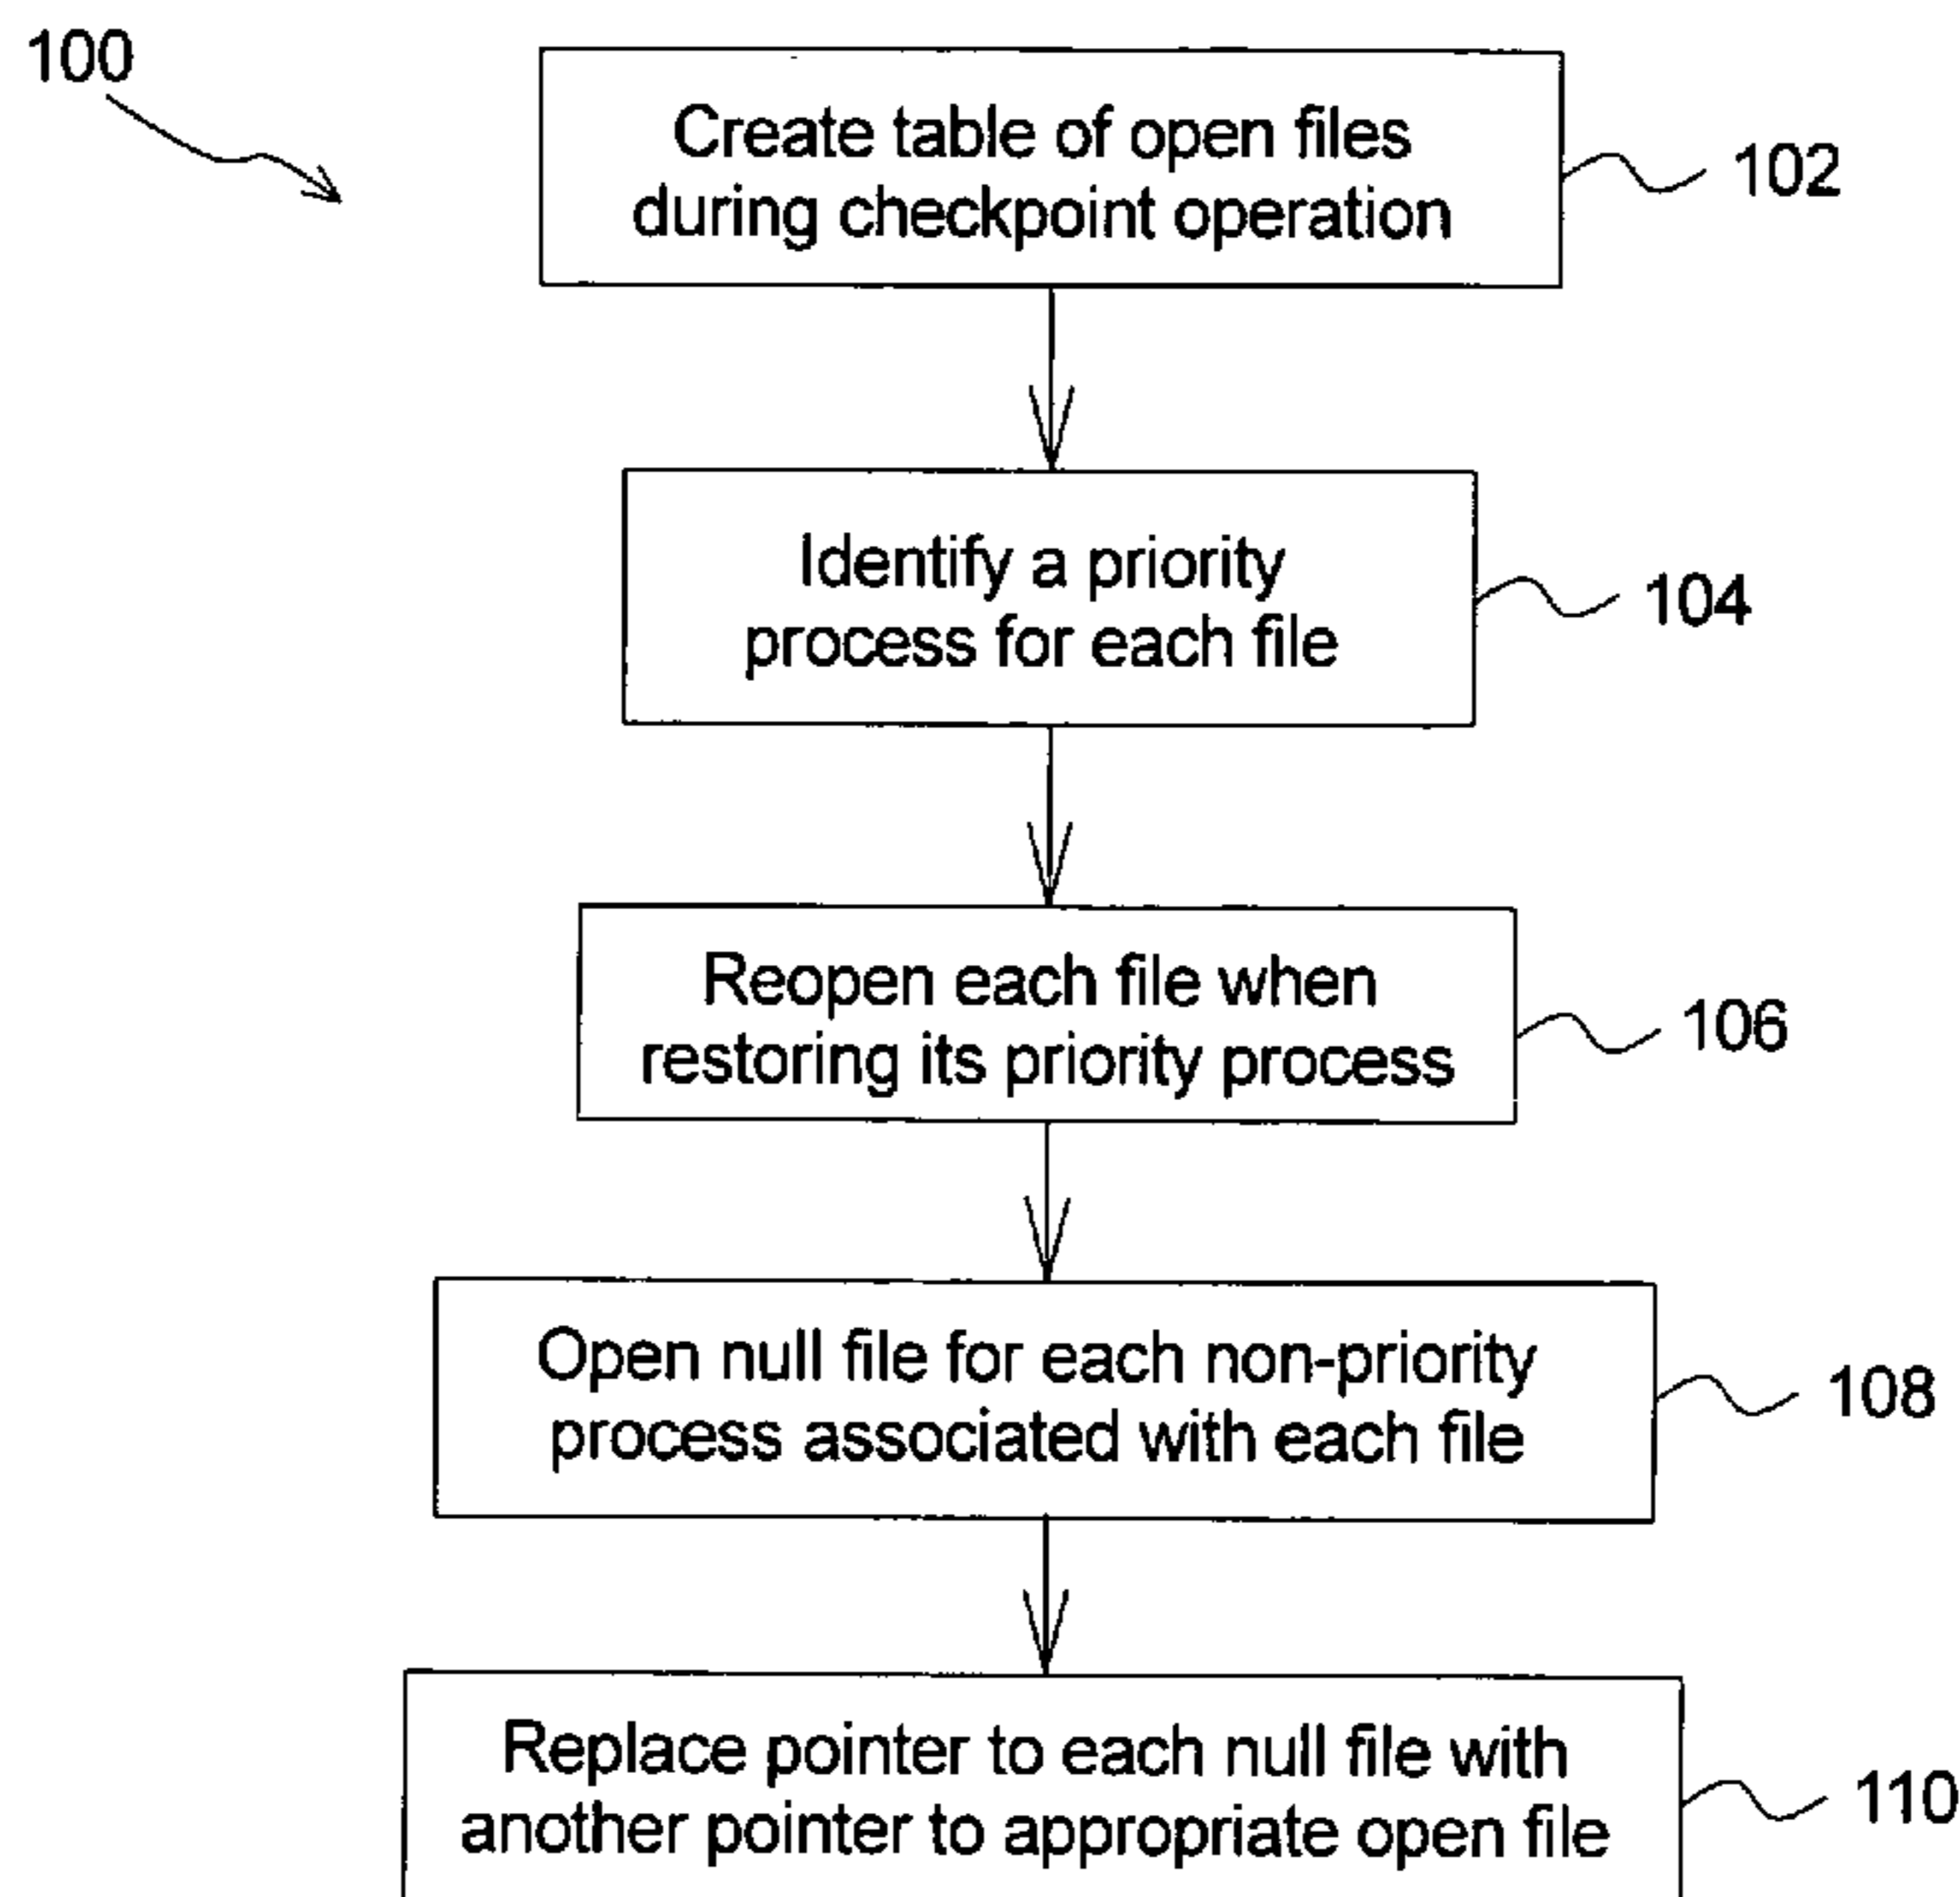 100
Create table of open files
during checkpoint operation
102
Identify a priority
process for each file
104
Reopen each file when
restoring its priority process
106
Open null file for each non-priority
process associated with each file
108
Replace pointer to each null file with
another pointer to appropriate open file
110